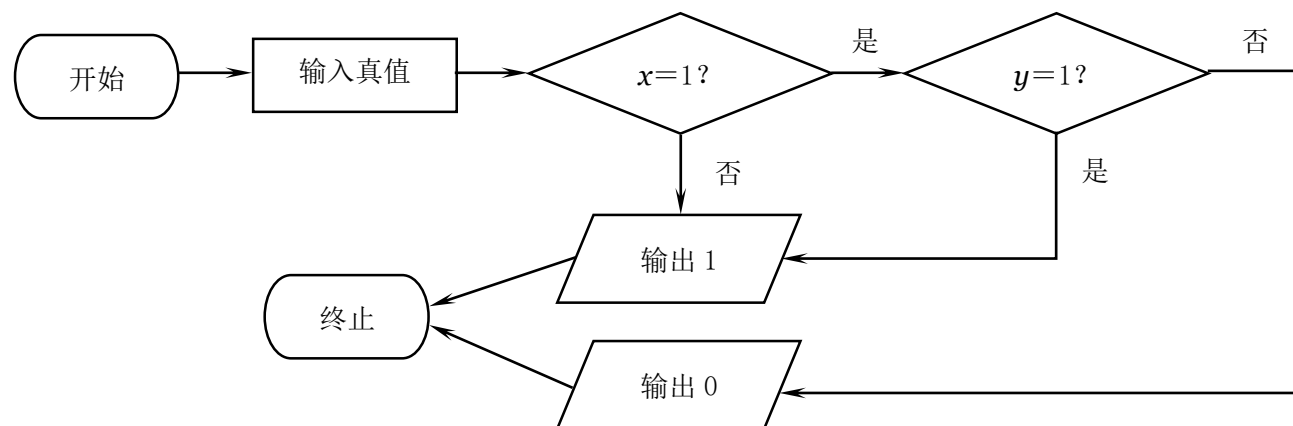 开始
输入真值
x=1?
是
y=1?
否
否
是
输出 1
终止
输出 0